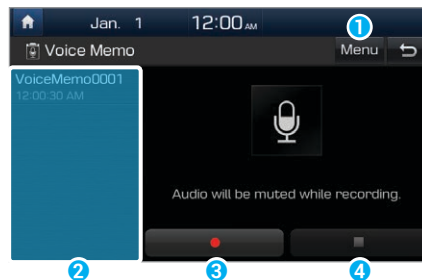 Jan. 1 12:00 AM
1
Voice Memo Menu
VoiceMemo0001
12:00:30 AM
Audio will be muted while recording.
2 3 4